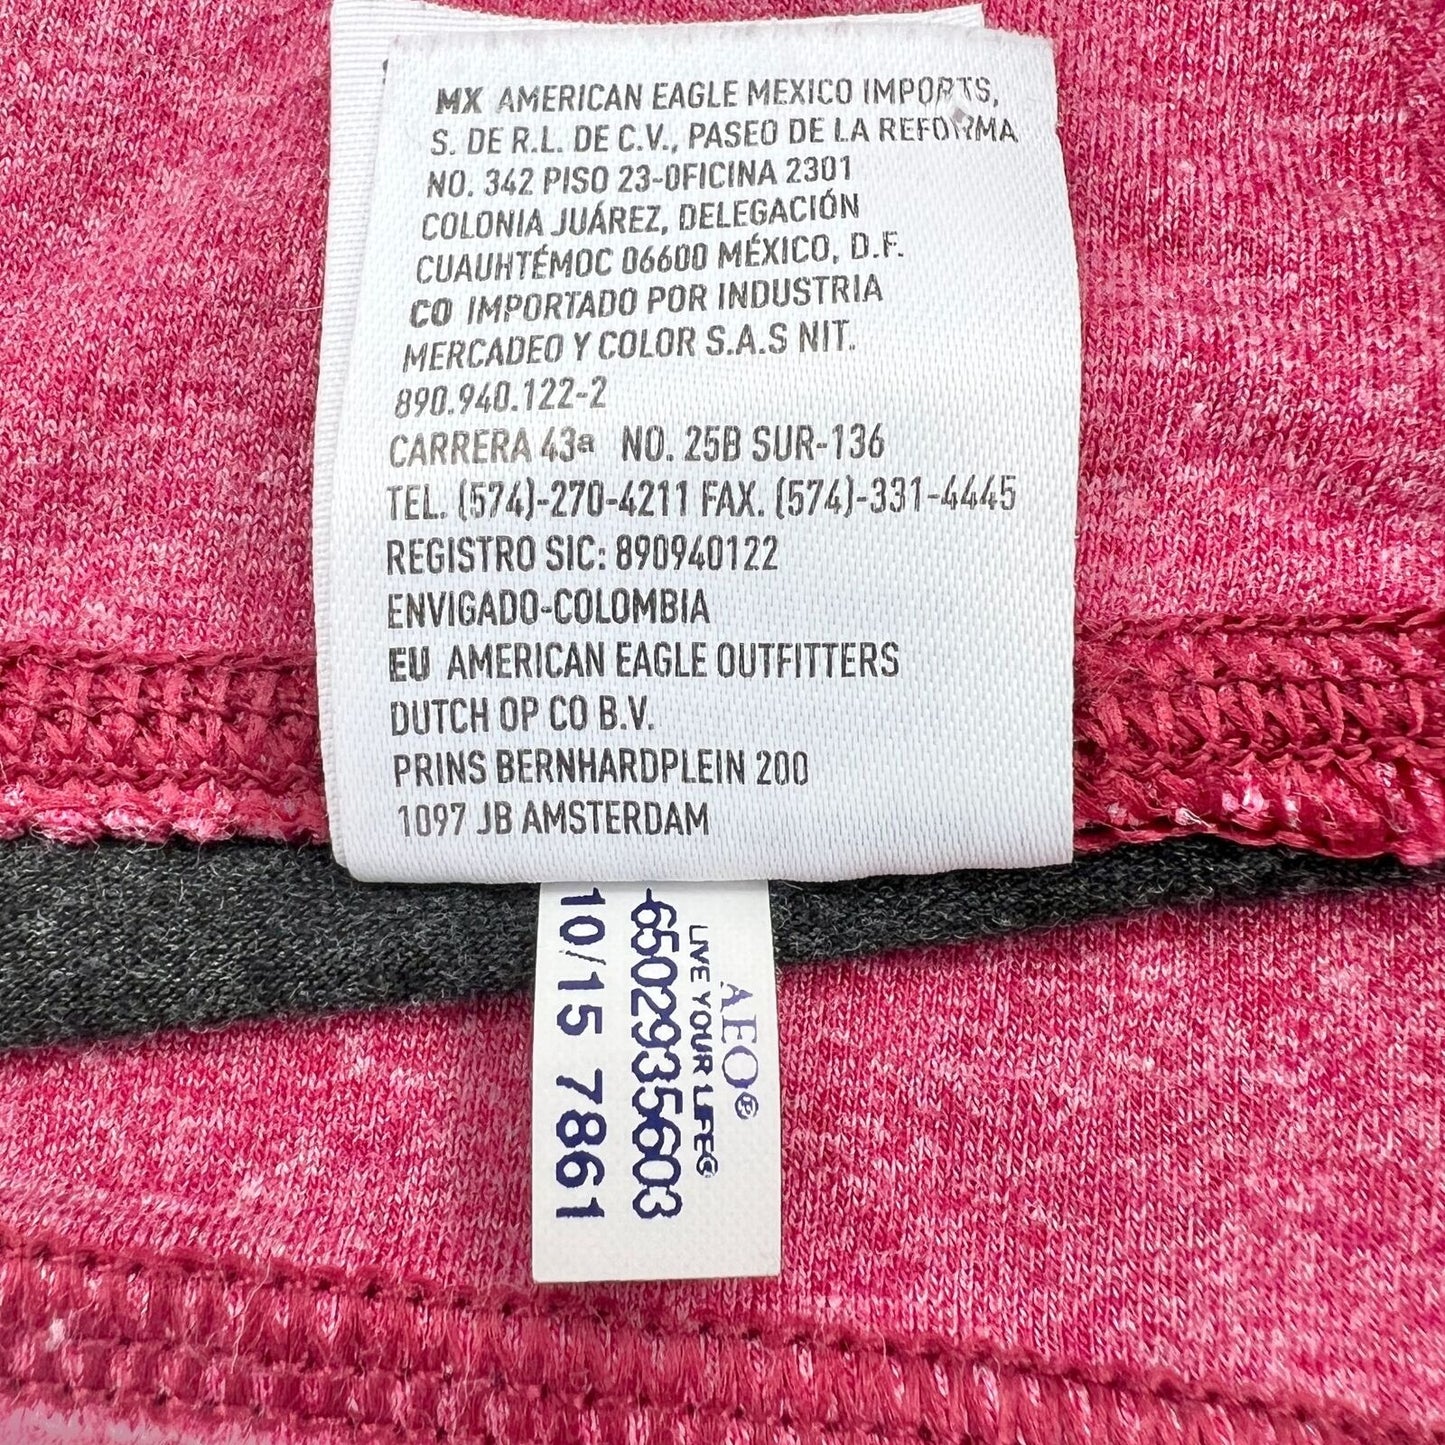 MX AMERICAN EAGLE MEXICO IMPORTS,
S. DE R.L. DE C.V., PASEO DE LA REFORMA
NO. 342 PISO 23-OFICINA 2301
COLONIA JUÁREZ, DELEGACIÓN
CUAUHTÉMOC 06600 MÉXICO, D.F.
CO IMPORTADO POR INDUSTRIA
MERCADEO Y COLOR S.A.S NIT.
890.940.122-2
CARRERA 43a NO. 25B SUR-136
TEL. (574)-270-4211 FAX. (574)-331-4445
REGISTRO SIC: 890940122
ENVIGADO-COLOMBIA
EU AMERICAN EAGLE OUTFITTERS
DUTCH OP CO B.V.
PRINS BERNHARDPLEIN 200
1097 JB AMSTERDAM
AEO®
LIVE YOUR LIFE®
-6502935603
10/15 7861